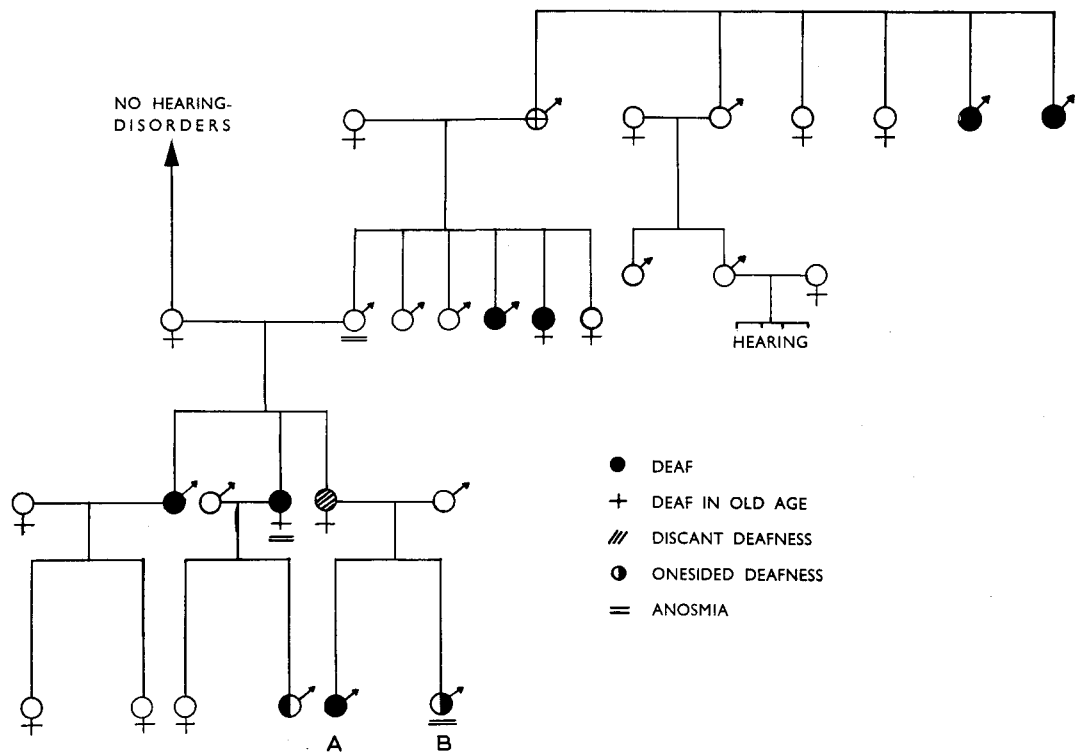 NO HEARING-
DISORDERS
HEARING
DEAF
DEAF IN OLD AGE
DISCANT DEAFNESS
ONESIDED DEAFNESS
ANOSMIA
A B